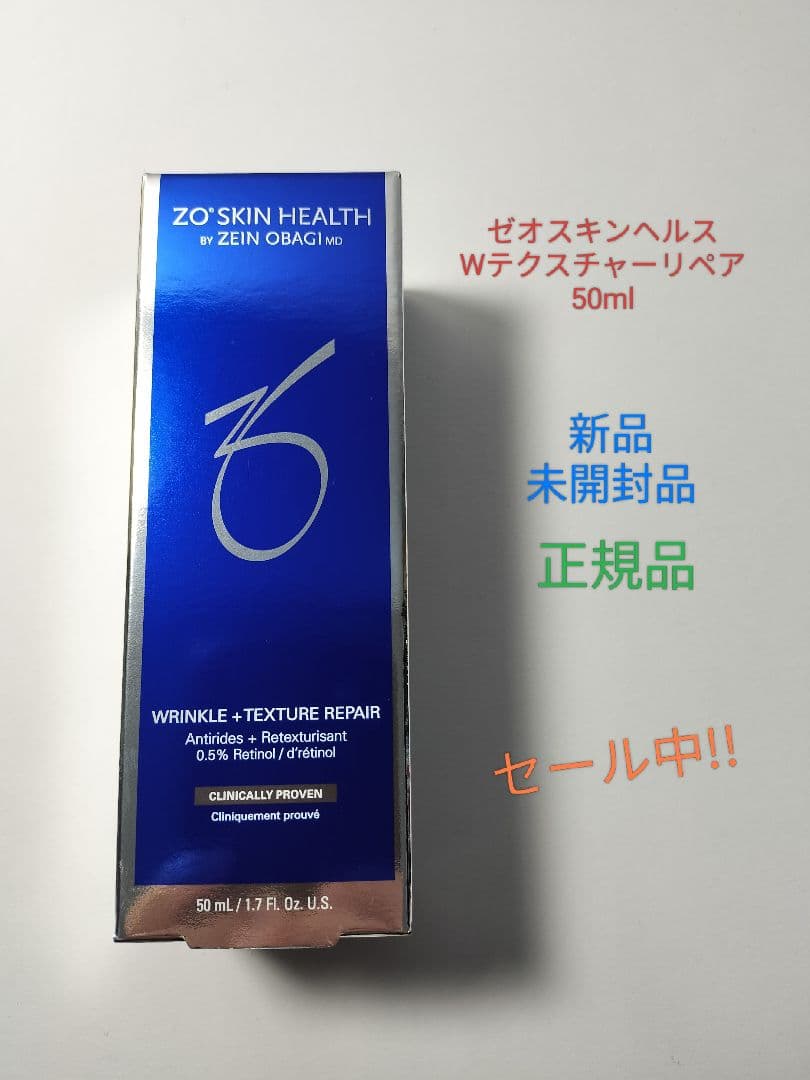 ZO® SKIN HEALTH
BY ZEIN OBAGI MD
WRINKLE + TEXTURE REPAIR
Antirides + Retexturisant
0.5% Retinol / d'rétinol
CLINICALLY PROVEN
Cliniquement prouvé
50 mL / 1.7 Fl. Oz. U.S.
ゼオスキンヘルス
Wテクスチャーリペア
50ml
新品
未開封品
正規品
セール中!!